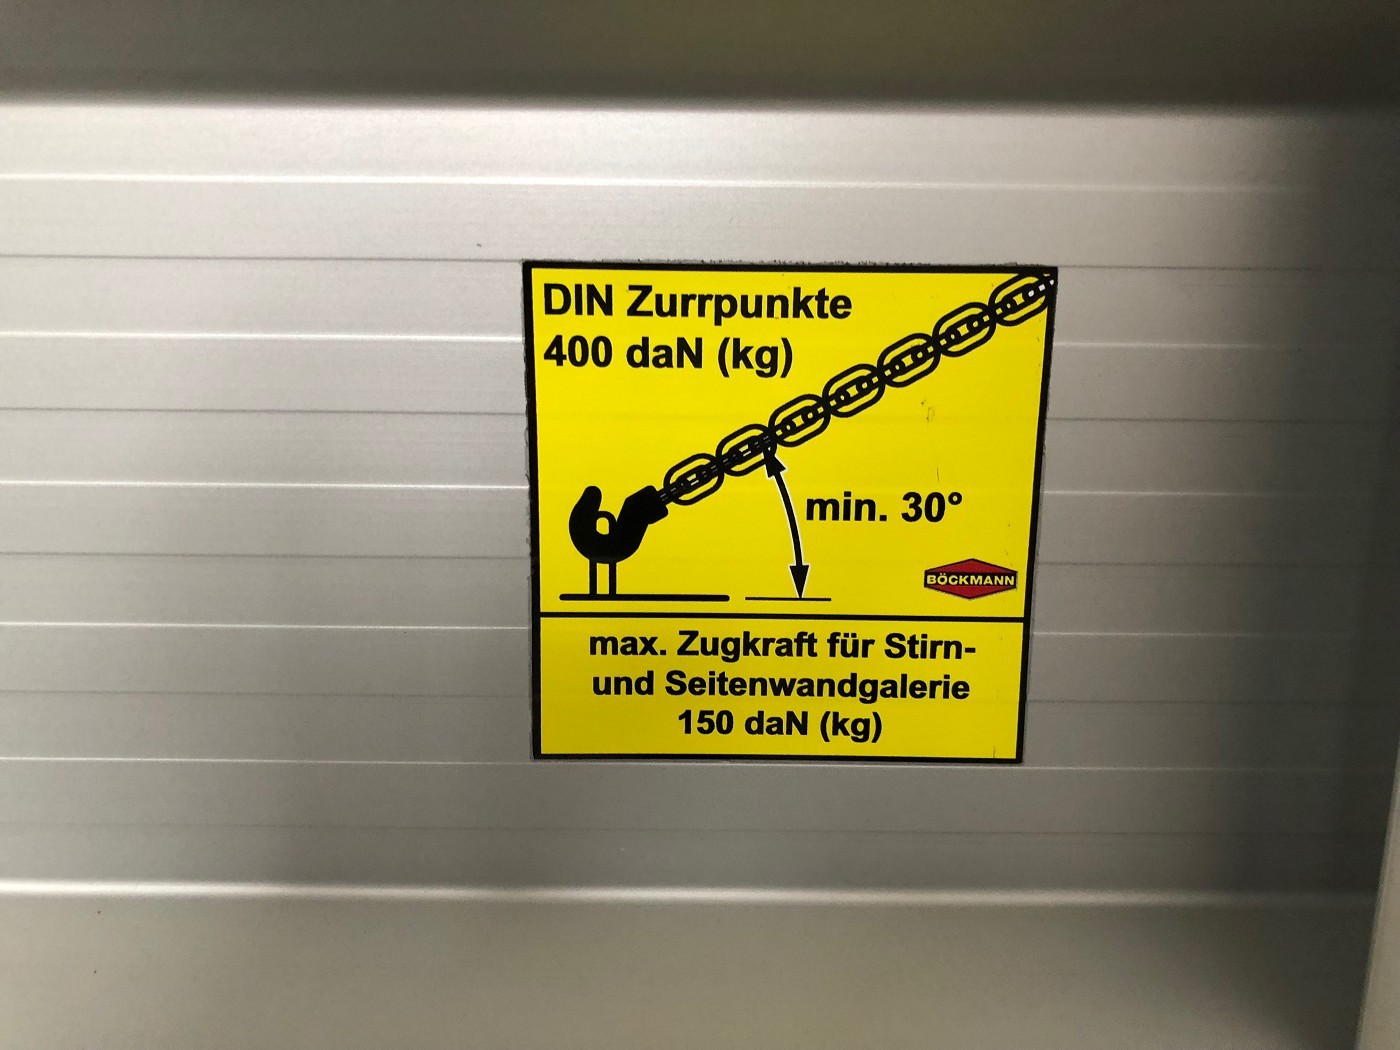 DIN Zurrpunkte
400 daN (kg)
min. 30°
BÖCKMANN
max. Zugkraft für Stirn-
und Seitenwandgalerie
150 daN (kg)